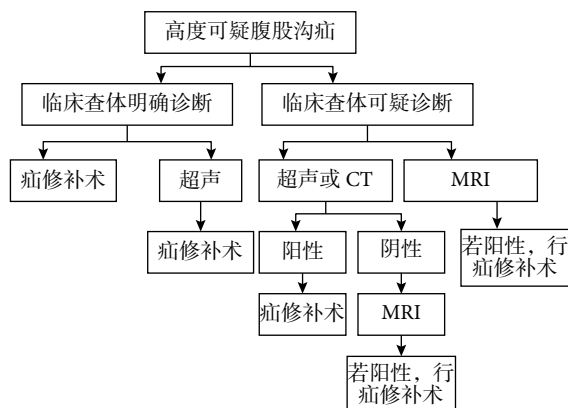 高度可疑腹股沟疝
临床查体明确诊断
临床查体可疑诊断
疝修补术
超声
超声或 CT
MRI
疝修补术
阳性
阴性
若阳性，行
疝修补术
疝修补术
MRI
若阳性，行
疝修补术